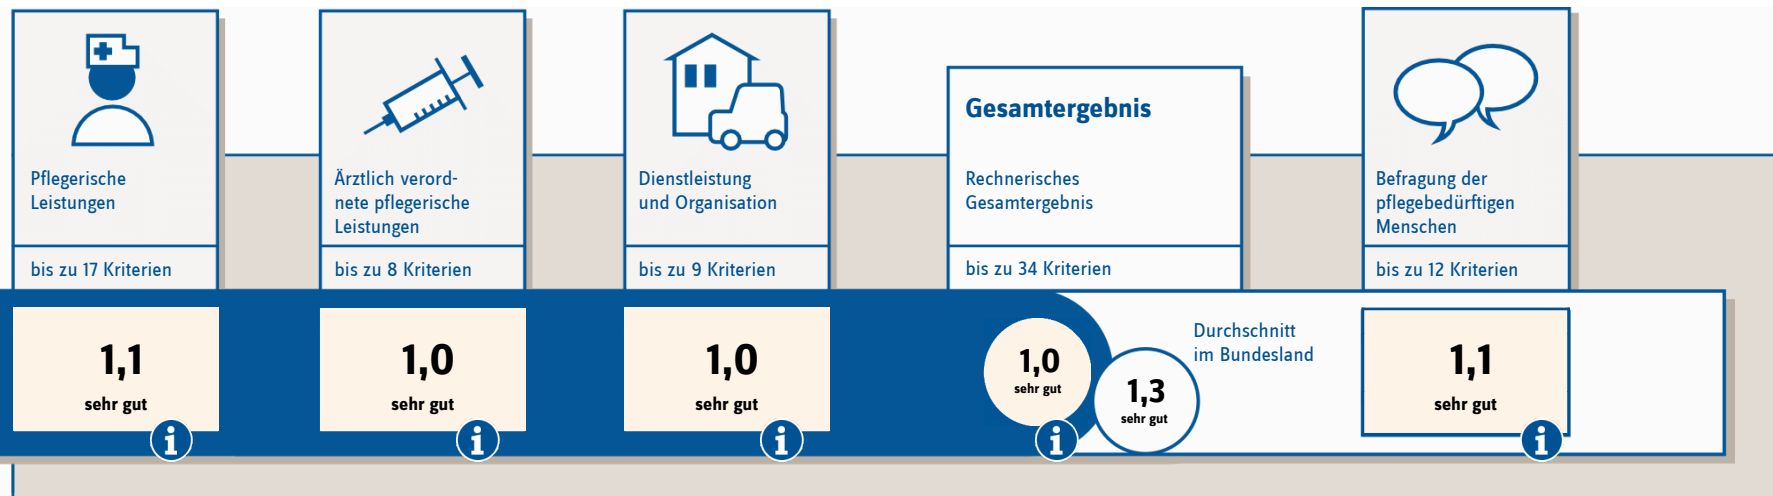 Pflegerische
Leistungen
bis zu 17 Kriterien
1,1
sehr gut
i
Ärztlich verord-
nete pflegerische
Leistungen
bis zu 8 Kriterien
1,0
sehr gut
i
Dienstleistung
und Organisation
bis zu 9 Kriterien
1,0
sehr gut
i
Gesamtergebnis
Rechnerisches
Gesamtergebnis
bis zu 34 Kriterien
1,0
sehr gut
i
1,3
sehr gut
Durchschnitt
im Bundesland
Befragung der
pflegebedürftigen
Menschen
bis zu 12 Kriterien
1,1
sehr gut
i